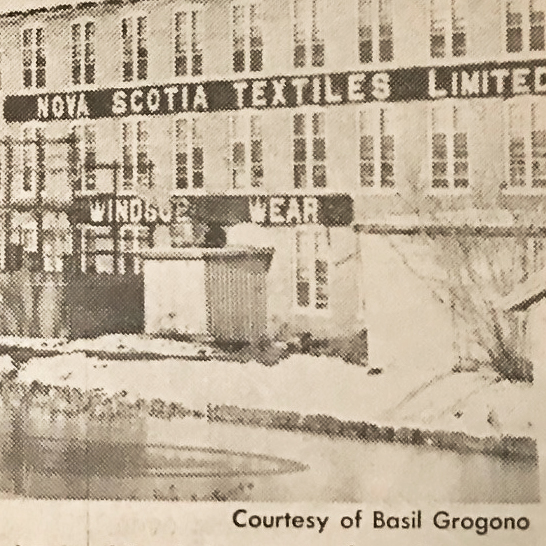 NOVA SCOTIA TEXTILES LIMITED
WINDSOR WEAR
Courtesy of Basil Grogono